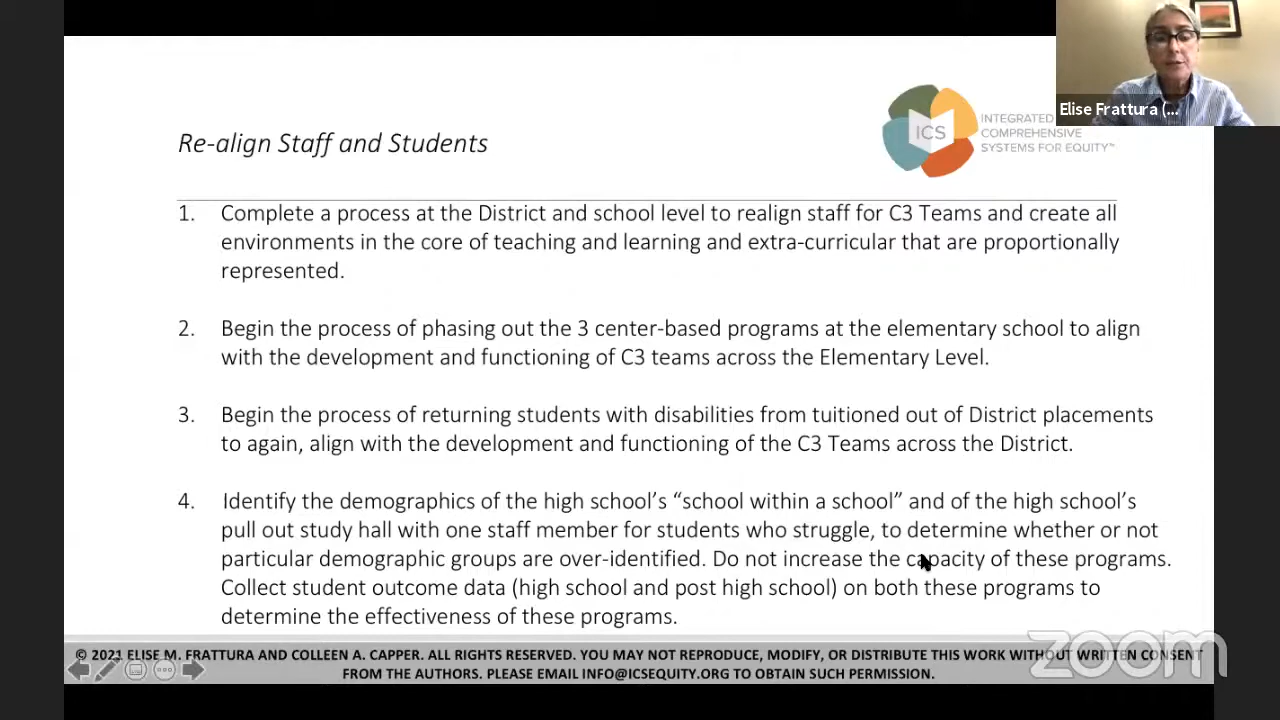 Elise Frattura (...
ICS
INTEGRATED
COMPREHENSIVE
SYSTEMS FOR EQUITY™
Re-align Staff and Students
1. Complete a process at the District and school level to realign staff for C3 Teams and create all
environments in the core of teaching and learning and extra-curricular that are proportionally
represented.
2. Begin the process of phasing out the 3 center-based programs at the elementary school to align
with the development and functioning of C3 teams across the Elementary Level.
3. Begin the process of returning students with disabilities from tuitioned out of District placements
to again, align with the development and functioning of the C3 Teams across the District.
4. Identify the demographics of the high school’s “school within a school” and of the high school’s
pull out study hall with one staff member for students who struggle, to determine whether or not
particular demographic groups are over-identified. Do not increase the capacity of these programs.
Collect student outcome data (high school and post high school) on both these programs to
determine the effectiveness of these programs.
© 2021 ELISE M. FRATTURA AND COLLEEN A. CAPPER. ALL RIGHTS RESERVED. YOU MAY NOT REPRODUCE, MODIFY, OR DISTRIBUTE THIS WORK WITHOUT WRITTEN CONSENT
FROM THE AUTHORS. PLEASE EMAIL INFO@ICSEQUITY.ORG TO OBTAIN SUCH PERMISSION.
zoom